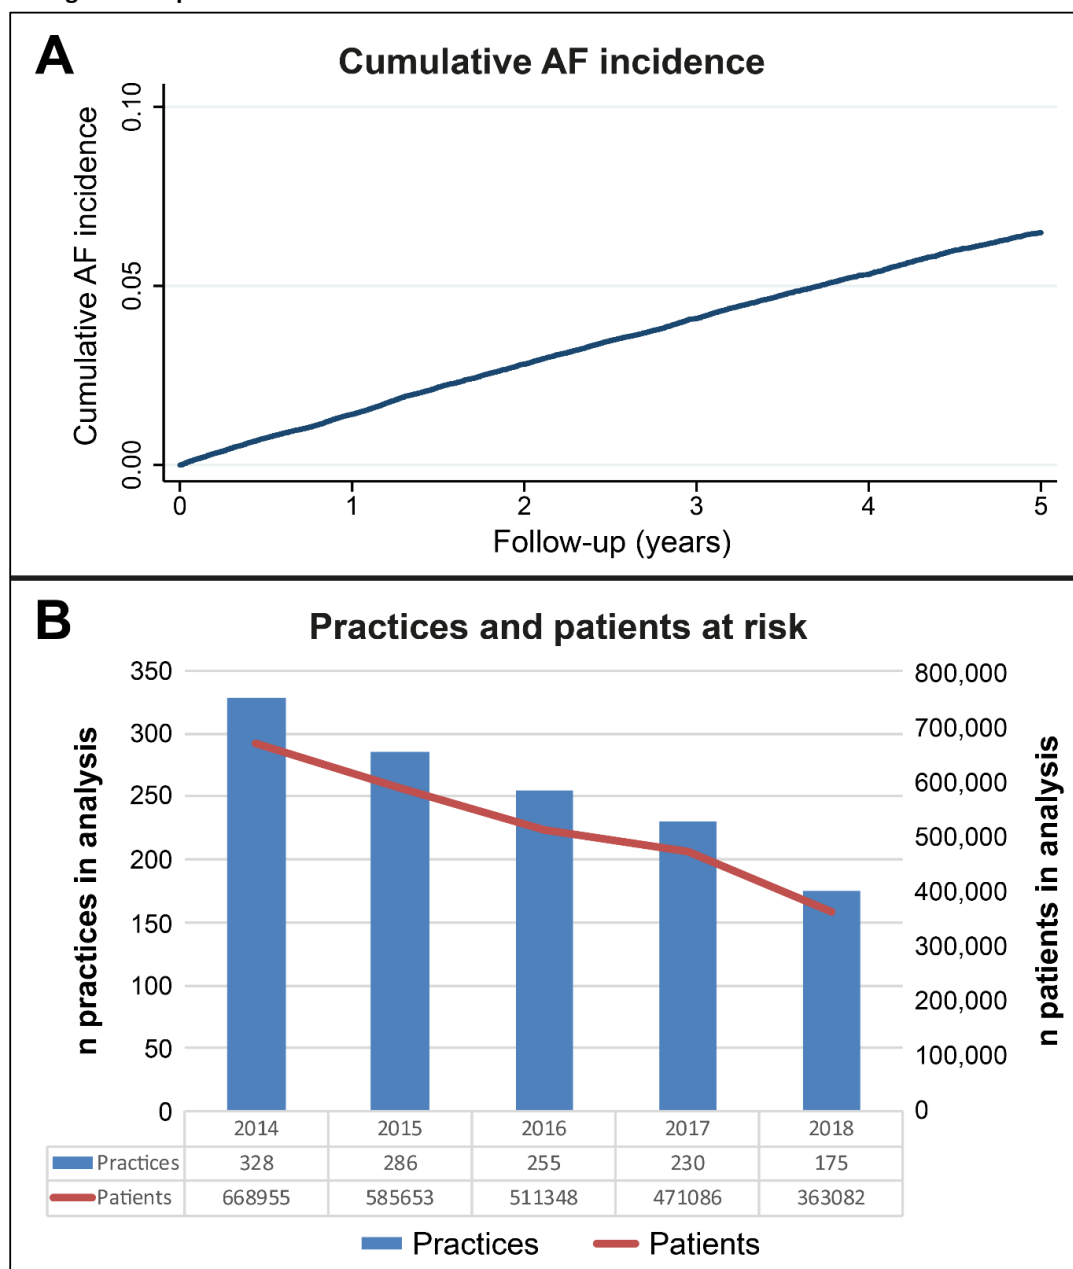 A
Cumulative AF incidence
Cumulative AF incidence
0.10
0.05
0.00
0 1 2 3 4 5
Follow-up (years)
B
Practices and patients at risk
n practices in analysis
350
300
250
200
150
100
50
0
800,000
700,000
600,000
500,000
400,000
300,000
200,000
100,000
0
n patients in analysis
2014 2015 2016 2017 2018
Practices 328 286 255 230 175
Patients 668955 585653 511348 471086 363082
Practices Patients